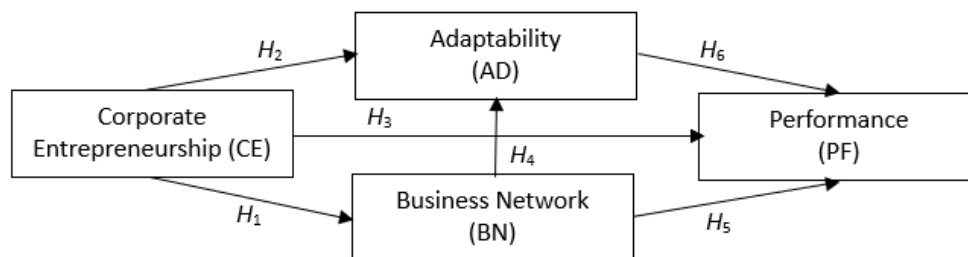 Adaptability
(AD)
H2
H6
Corporate
Entrepreneurship (CE)
H3
Performance
(PF)
H4
Business Network
(BN)
H1
H5